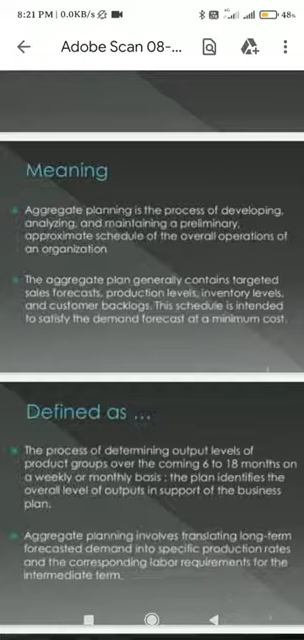 8:21 PM | 0.0KB/s
4G
48%
Adobe Scan 08-...
Meaning
Aggregate planning is the process of developing,
analyzing, and maintaining a preliminary,
approximate schedule of the overall operations of
an organization
The aggregate plan generally contains targeted
sales forecasts, production levels, inventory levels,
and customer backlogs. This schedule is intended
to satisfy the demand forecast at a minimum cost.
Defined as ...
The process of determining output levels of
product groups over the coming 6 to 18 months on
a weekly or monthly basis ; the plan identifies the
overall level of outputs in support of the business
plan.
Aggregate planning involves translating long-term
forecasted demand into specific production rates
and the corresponding labor requirements for the
intermediate term.